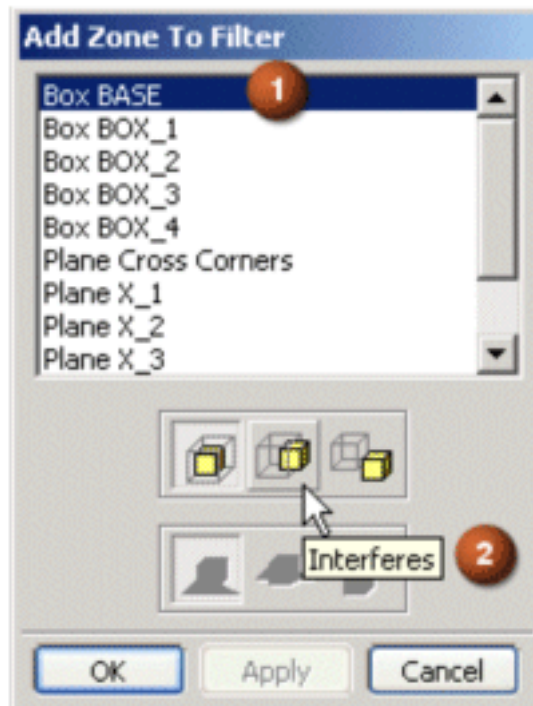 Add Zone To Filter
Box BASE 1
Box BOX_1
Box BOX_2
Box BOX_3
Box BOX_4
Plane Cross Corners
Plane X_1
Plane X_2
Plane X_3
Interferes 2
OK Apply Cancel